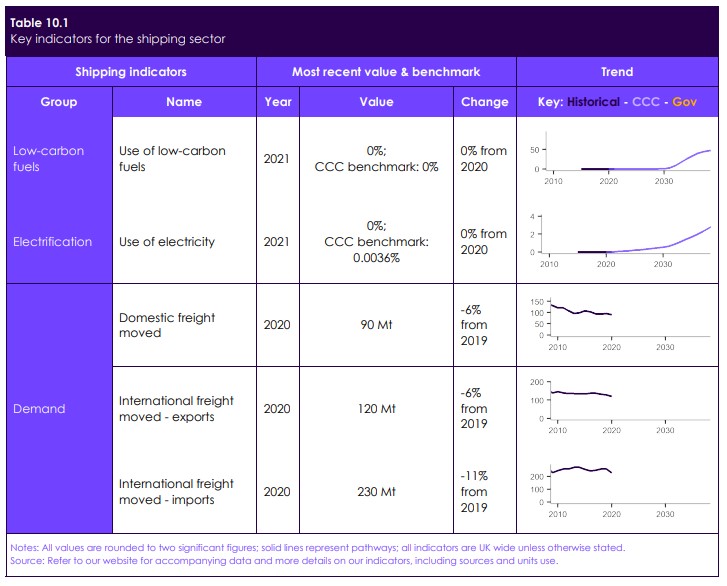 Table 10.1
Key indicators for the shipping sector
Shipping indicators
Most recent value & benchmark
Trend
Group
Name
Year
Value
Change
Key: Historical - CCC - Gov
Low-carbon
fuels
Use of low-carbon
fuels
2021
0%;
CCC benchmark: 0%
0% from
2020
50
0
2010
2020
2030
Electrification
Use of electricity
2021
0%;
CCC benchmark:
0.0036%
0% from
2020
4
2
0
2010
2020
2030
Demand
Domestic freight
moved
2020
90 Mt
-6%
from
2019
150
100
50
0
2010
2020
2030
International freight
moved - exports
2020
120 Mt
-6%
from
2019
200
100
0
2010
2020
2030
International freight
moved - imports
2020
230 Mt
-11%
from
2019
200
100
0
2010
2020
2030
Notes: All values are rounded to two significant figures; solid lines represent pathways; all indicators are UK wide unless otherwise stated.
Source: Refer to our website for accompanying data and more details on our indicators, including sources and units use.